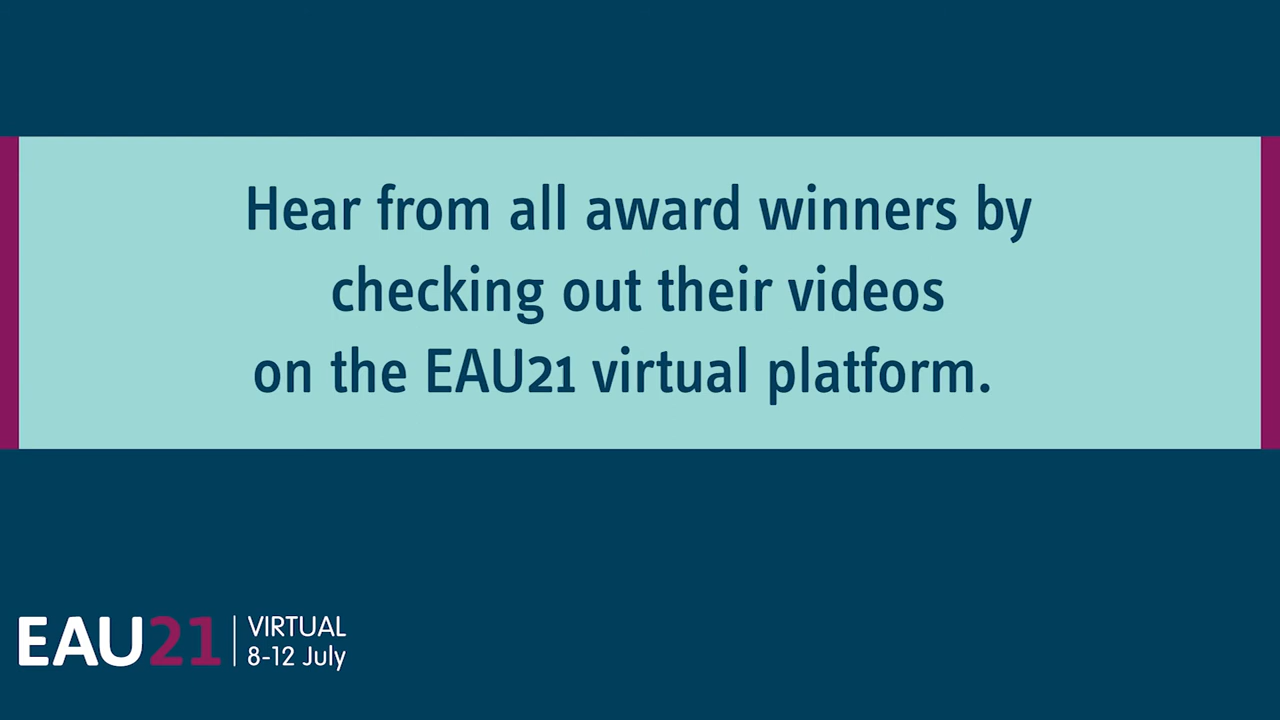 Hear from all award winners by
checking out their videos
on the EAU21 virtual platform.
EAU21 VIRTUAL
8-12 July